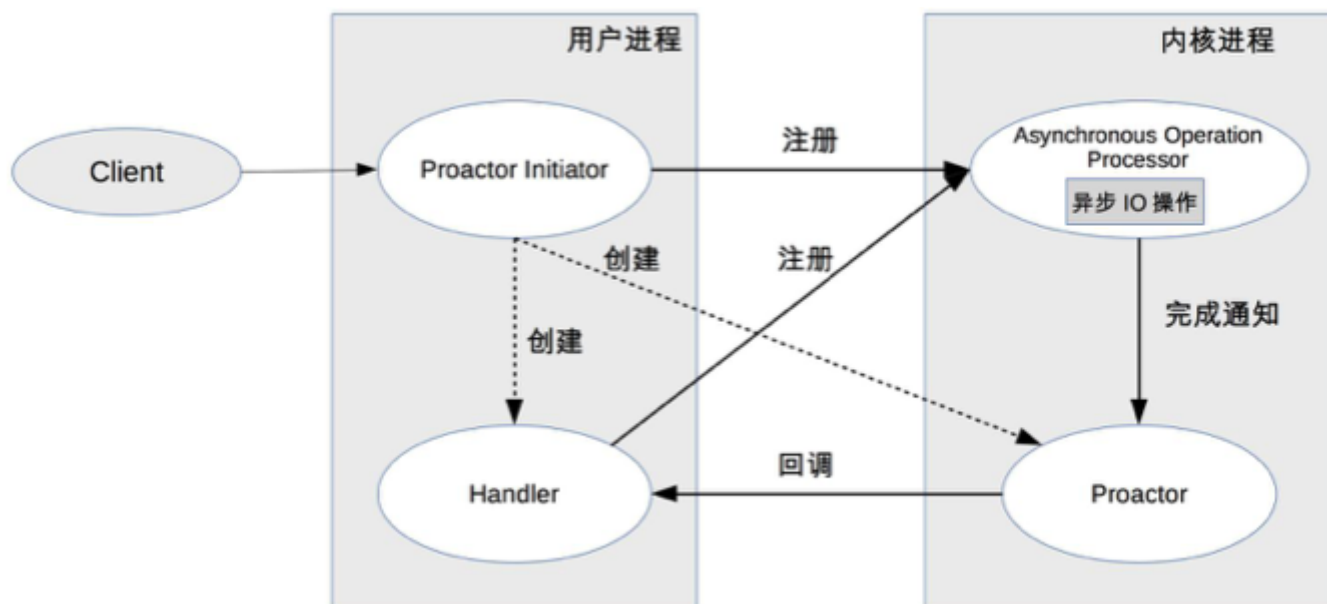 用户进程
内核进程
Client
Proactor Initiator
注册
Asynchronous Operation
Processor
异步 IO 操作
创建
注册
创建
完成通知
Handler
回调
Proactor